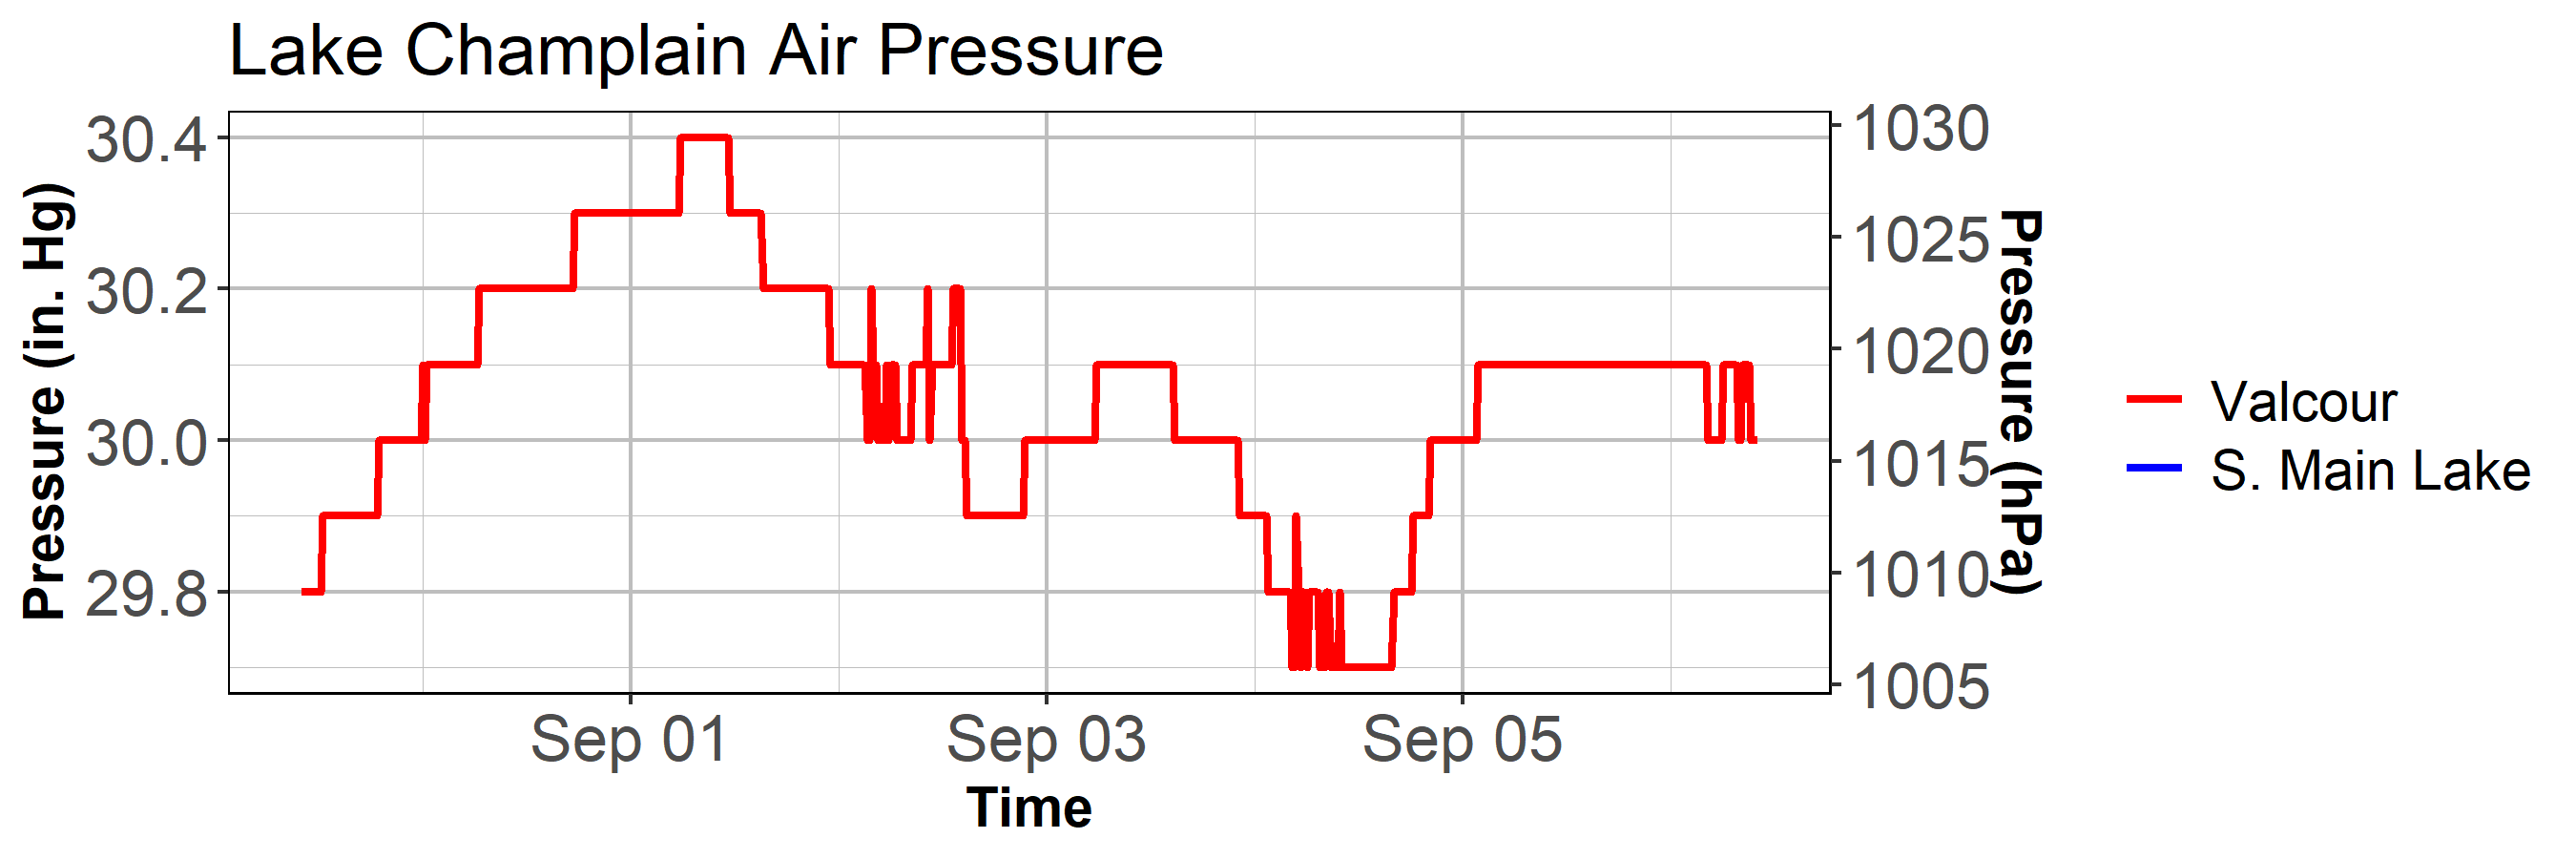 Lake Champlain Air Pressure
Pressure (in. Hg)
30.4
30.2
30.0
29.8
1030
1025
1020
1015
1010
1005
Pressure (hPa)
Sep 01
Sep 03
Sep 05
Time
Valcour
S. Main Lake